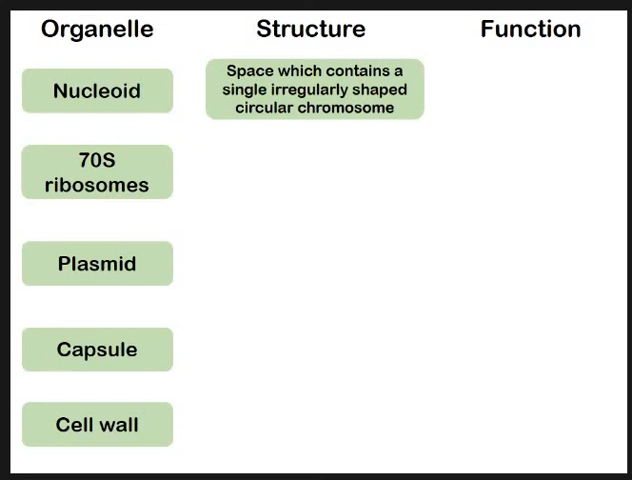 Organelle Structure Function
Nucleoid
Space which contains a
single irregularly shaped
circular chromosome
70S
ribosomes
Plasmid
Capsule
Cell wall